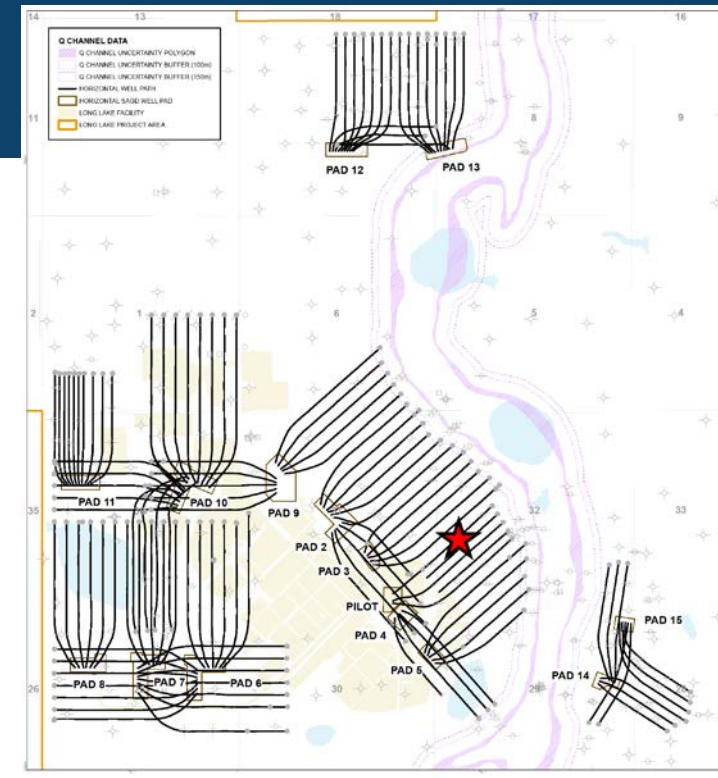 14
13
18
17
16
Q CHANNEL DATA
Q CHANNEL UNCERTAINTY POLYGON
Q CHANNEL UNCERTAINTY BUFFER (100m)
Q CHANNEL UNCERTAINTY BUFFER (150m)
HORIZONTAL WELL PATH
HORIZONTAL SAGD WELL PAD
LONG LAKE FACILITY
LONG LAKE PROJECT AREA
11
8
9
PAD 12
PAD 13
2
1
6
5
4
PAD 11
PAD 10
PAD 9
35
32
33
PAD 2
PAD 3
PILOT
PAD 4
PAD 5
PAD 15
PAD 14
PAD 8
PAD 7
PAD 6
26
30
29
28